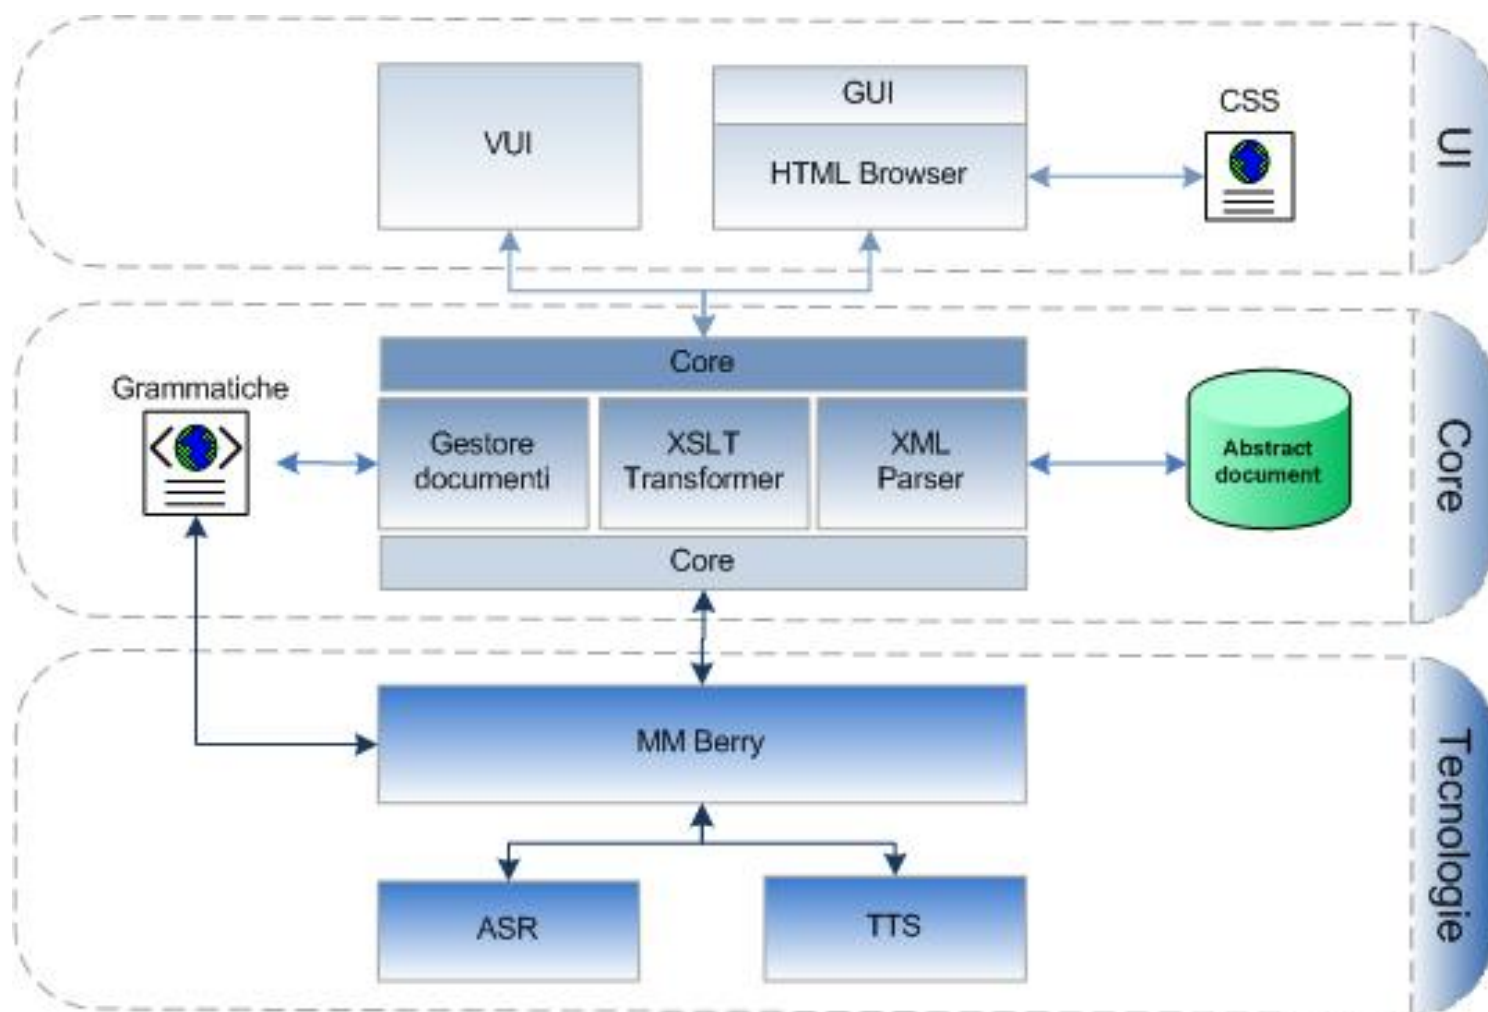 VUI
GUI
HTML Browser
CSS
UI
Core
Grammatiche
Gestore
documenti
XSLT
Transformer
XML
Parser
Abstract
document
Core
Core
MM Berry
ASR
TTS
Tecnologie